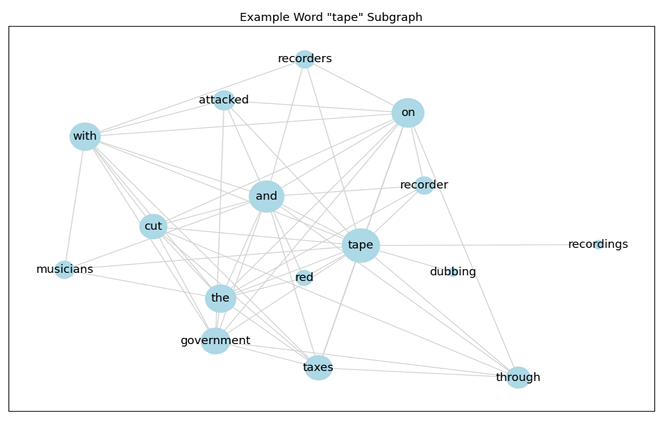 Example Word "tape" Subgraph
recorders
attacked
on
with
recorder
and
cut
tape
recordings
musicians
dubbing
red
the
government
taxes
through